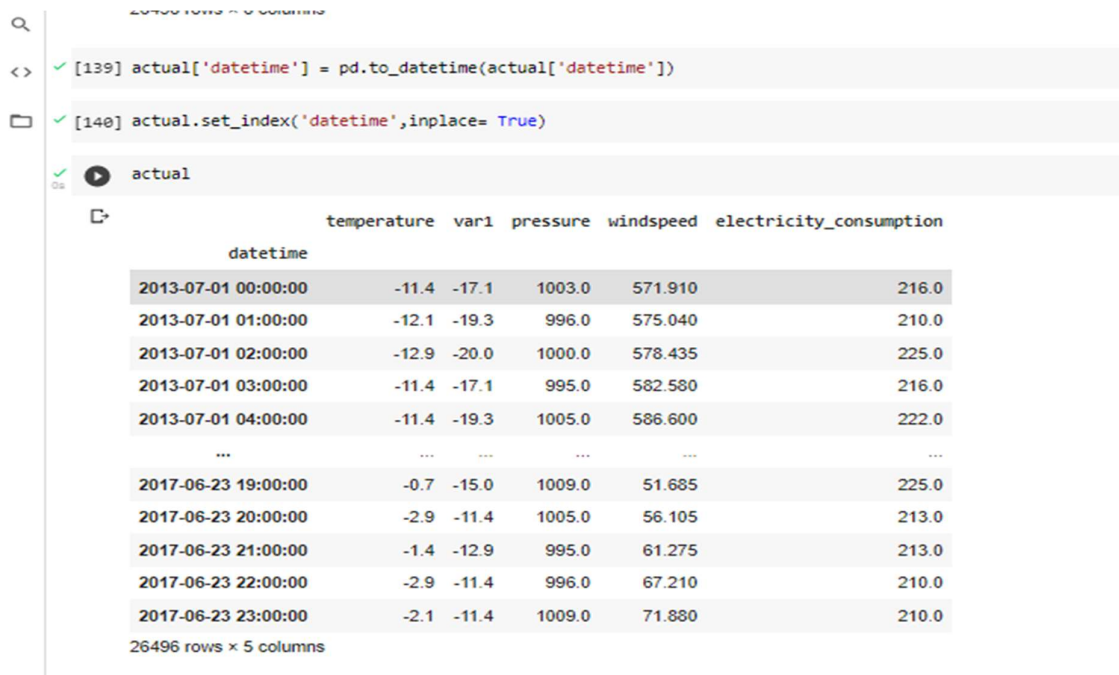 26496 rows × 6 columns
[139] actual['datetime'] = pd.to_datetime(actual['datetime'])
[140] actual.set_index('datetime',inplace= True)
actual
0s
temperature var1 pressure windspeed electricity_consumption
datetime
2013-07-01 00:00:00 -11.4 -17.1 1003.0 571.910 216.0
2013-07-01 01:00:00 -12.1 -19.3 996.0 575.040 210.0
2013-07-01 02:00:00 -12.9 -20.0 1000.0 578.435 225.0
2013-07-01 03:00:00 -11.4 -17.1 995.0 582.580 216.0
2013-07-01 04:00:00 -11.4 -19.3 1005.0 586.600 222.0
... ... ... ... ... ...
2017-06-23 19:00:00 -0.7 -15.0 1009.0 51.685 225.0
2017-06-23 20:00:00 -2.9 -11.4 1005.0 56.105 213.0
2017-06-23 21:00:00 -1.4 -12.9 995.0 61.275 213.0
2017-06-23 22:00:00 -2.9 -11.4 996.0 67.210 210.0
2017-06-23 23:00:00 -2.1 -11.4 1009.0 71.880 210.0
26496 rows × 5 columns